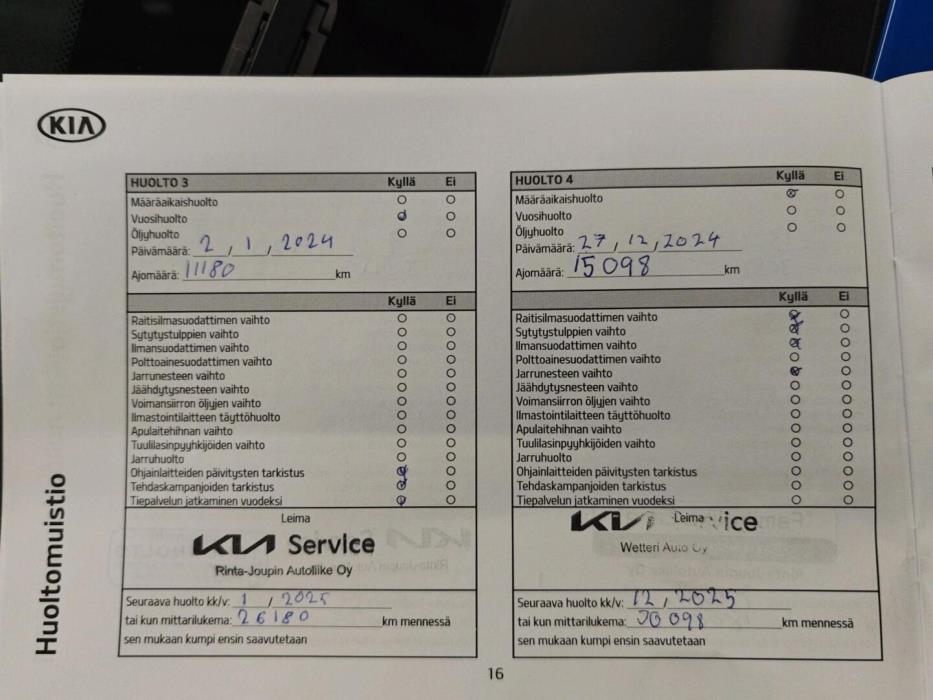 KIA
HUOLTO 3 Kyllä Ei
Määräaikaishuolto
Vuosihuolto
Öljyhuolto
Päivämäärä: 2 / 1 / 2024
Ajomäärä: 11180 km
Kyllä Ei
Raitisilmasuodattimen vaihto
Sytytystulppien vaihto
Ilmansuodattimen vaihto
Polttoainesuodattimen vaihto
Jarrunesteen vaihto
Jäähdytysnesteen vaihto
Voimansiirron öljyjen vaihto
Ilmastointilaitteen täyttöhuolto
Apulaitehihnan vaihto
Tuulilasinpyyhkijöiden vaihto
Jarruhuolto
Ohjainlaitteiden päivitysten tarkistus
Tehdaskampanjoiden tarkistus
Tiepalvelun jatkaminen vuodeksi
Leima
KIA Service
Rinta-Joupin Autoliike Oy
Seuraava huolto kk/v: 1 / 2025
tai kun mittarilukema: 26180 km mennessä
sen mukaan kumpi ensin saavutetaan
HUOLTO 4 Kyllä Ei
Määräaikaishuolto
Vuosihuolto
Öljyhuolto
Päivämäärä: 27 / 12 / 2024
Ajomäärä: 15098 km
Kyllä Ei
Raitisilmasuodattimen vaihto
Sytytystulppien vaihto
Ilmansuodattimen vaihto
Polttoainesuodattimen vaihto
Jarrunesteen vaihto
Jäähdytysnesteen vaihto
Voimansiirron öljyjen vaihto
Ilmastointilaitteen täyttöhuolto
Apulaitehihnan vaihto
Tuulilasinpyyhkijöiden vaihto
Jarruhuolto
Ohjainlaitteiden päivitysten tarkistus
Tehdaskampanjoiden tarkistus
Tiepalvelun jatkaminen vuodeksi
Leima
Wetteri Auto Oy
Seuraava huolto kk/v: 12 / 2025
tai kun mittarilukema: 30098 km mennessä
sen mukaan kumpi ensin saavutetaan
Huoltomuistio
16